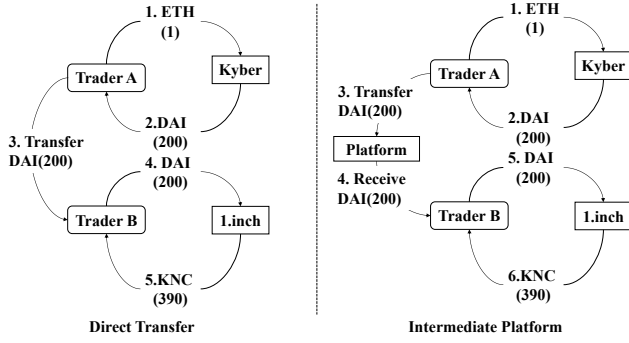 1. ETH
(1)
Trader A
Kyber
2.DAI
(200)
3. Transfer
DAI(200)
4. DAI
(200)
Trader B
1.inch
5.KNC
(390)
Direct Transfer
1. ETH
(1)
Trader A
Kyber
3. Transfer
DAI(200)
2.DAI
(200)
Platform
5. DAI
(200)
4. Receive
DAI(200)
Trader B
1.inch
6.KNC
(390)
Intermediate Platform